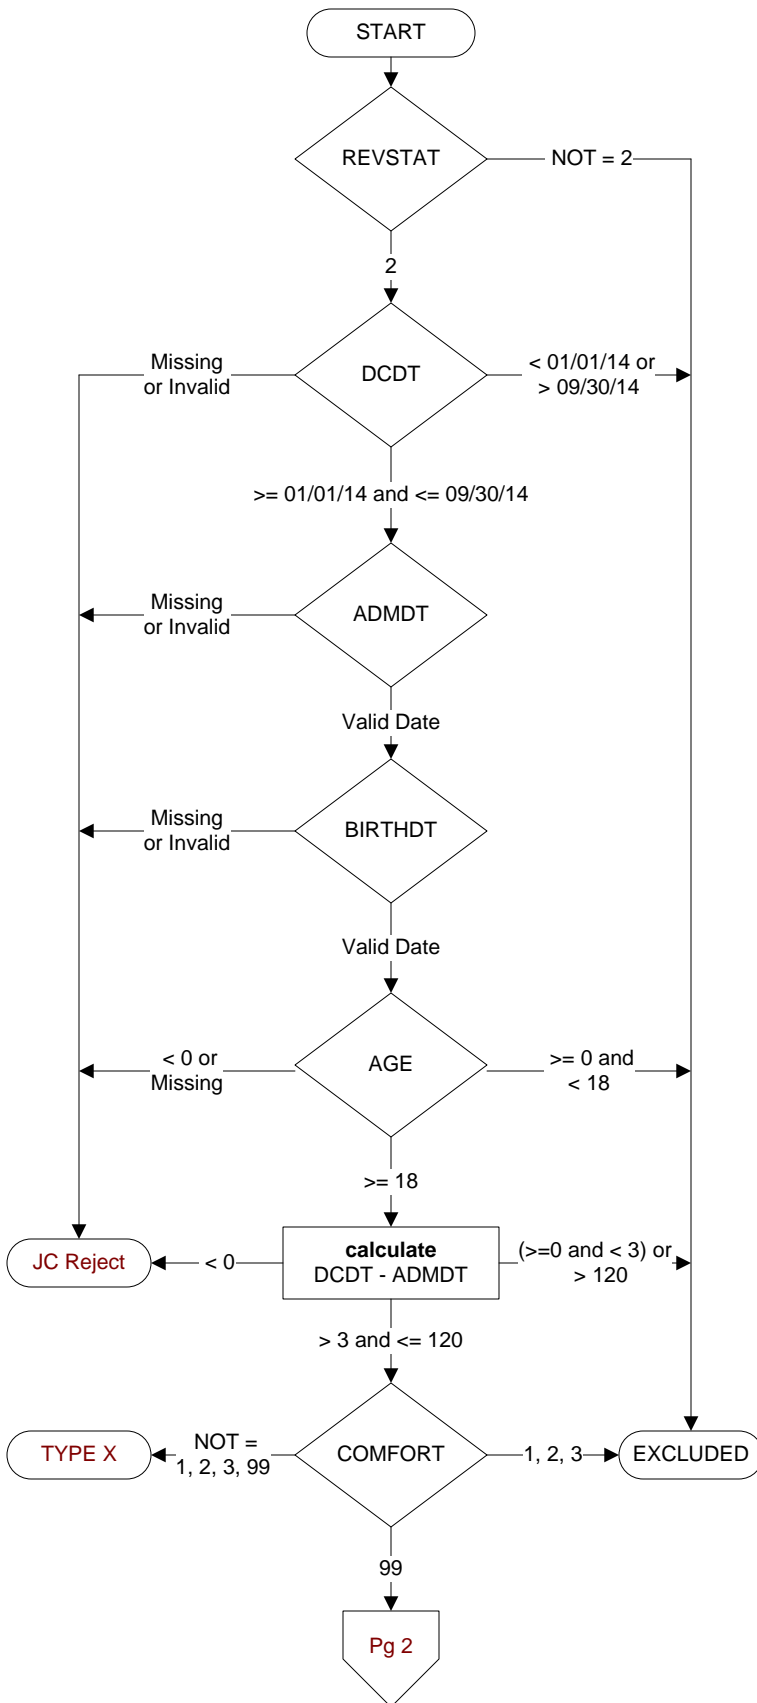 START
REVSTAT
NOT = 2
2
Missing
or Invalid
DCDT
< 01/01/14 or
> 09/30/14
>= 01/01/14 and <= 09/30/14
Missing
or Invalid
ADMDT
Valid Date
Missing
or Invalid
BIRTHDT
Valid Date
< 0 or
Missing
AGE
>= 0 and
< 18
>= 18
JC Reject
< 0
calculate
DCDT - ADMDT
(>=0 and < 3) or
> 120
> 3 and <= 120
TYPE X
NOT =
1, 2, 3, 99
COMFORT
1, 2, 3
EXCLUDED
99
Pg 2